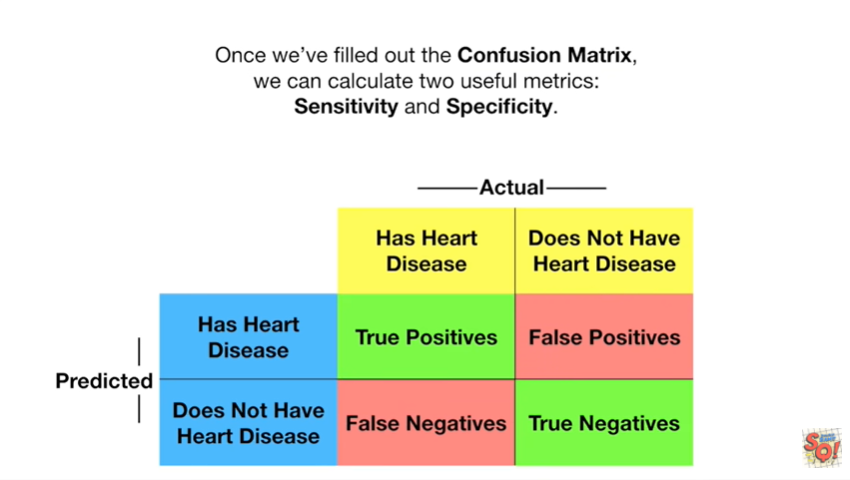 Once we've filled out the Confusion Matrix,
we can calculate two useful metrics:
Sensitivity and Specificity.
Actual
Has Heart
Disease
Does Not Have
Heart Disease
Predicted
Has Heart
Disease
True Positives
False Positives
Does Not Have
Heart Disease
False Negatives
True Negatives
SQ!